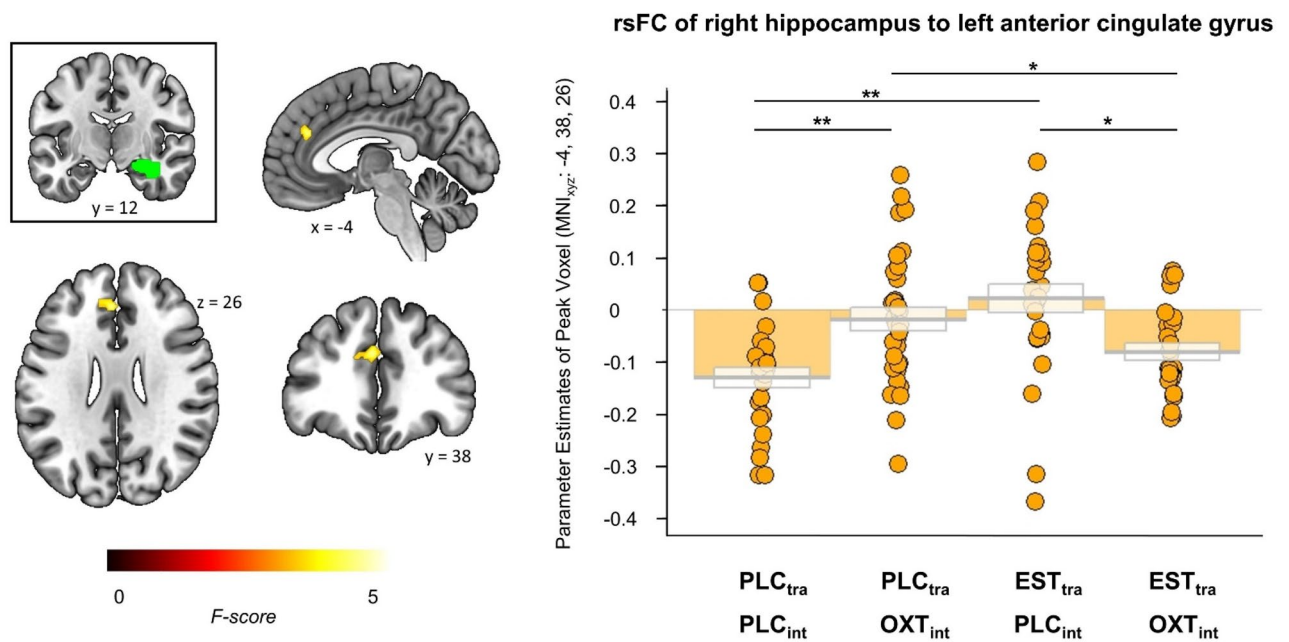 rsFC of right hippocampus to left anterior cingulate gyrus
y = 12
x = -4
z = 26
y = 38
0 5
F-score
Parameter Estimates of Peak Voxel (MNIxyz: -4, 38, 26)
0.4
0.3
0.2
0.1
0
-0.1
-0.2
-0.3
-0.4
*
**
** *
PLCtra PLCtra ESTtra ESTtra
PLCint OXTint PLCint OXTint